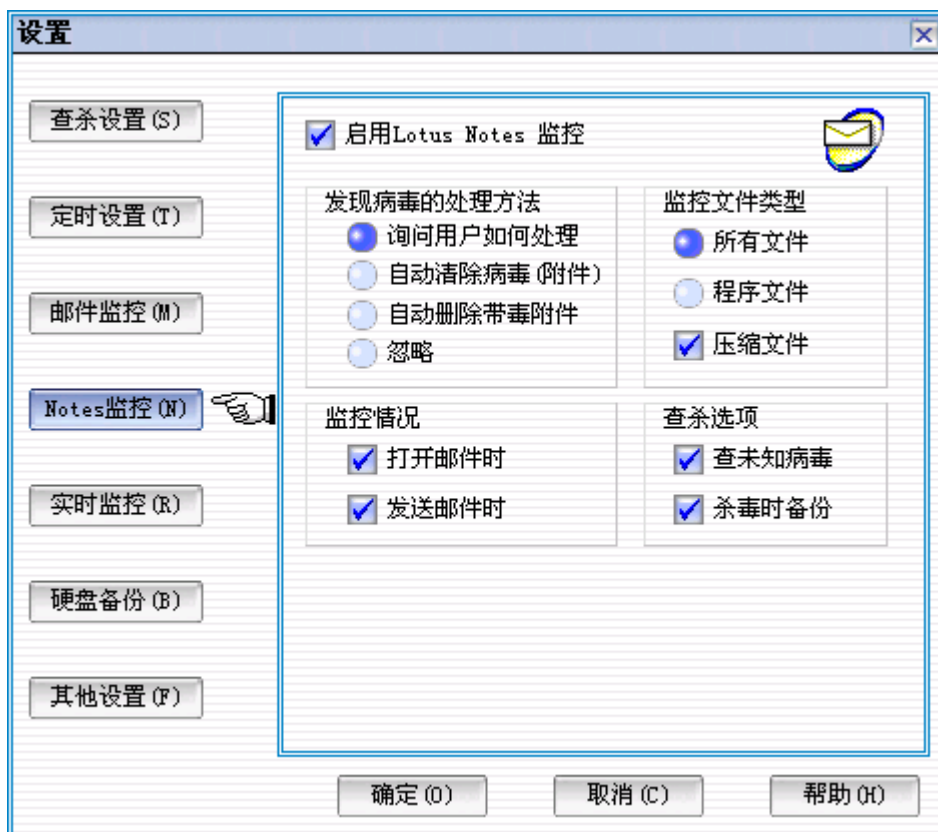 设置
查杀设置(S)
定时设置(T)
邮件监控(M)
Notes监控(N)
实时监控(R)
硬盘备份(B)
其他设置(F)
启用Lotus Notes 监控
发现病毒的处理方法
询问用户如何处理
自动清除病毒(附件)
自动删除带毒附件
忽略
监控文件类型
所有文件
程序文件
压缩文件
监控情况
打开邮件时
发送邮件时
查杀选项
查未知病毒
杀毒时备份
确定(O)
取消(C)
帮助(H)